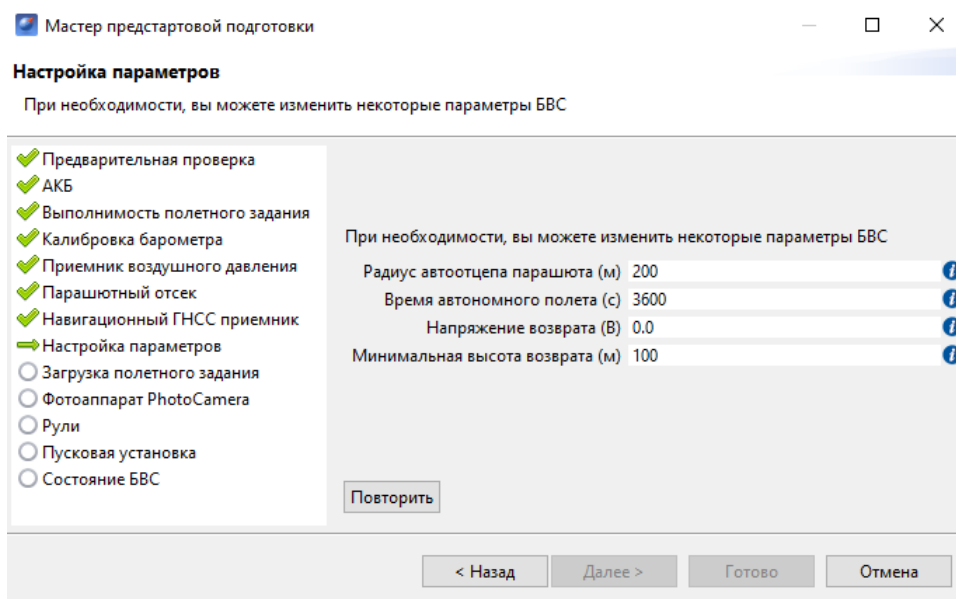 Мастер предстартовой подготовки
Настройка параметров
При необходимости, вы можете изменить некоторые параметры БВС
Предварительная проверка
АКБ
Выполнимость полетного задания
Калибровка барометра
Приемник воздушного давления
Парашютный отсек
Навигационный ГНСС приемник
Настройка параметров
Загрузка полетного задания
Фотоаппарат PhotoCamera
Рули
Пусковая установка
Состояние БВС
При необходимости, вы можете изменить некоторые параметры БВС
Радиус автоотцепа парашюта (м) 200
Время автономного полета (с) 3600
Напряжение возврата (В) 0.0
Минимальная высота возврата (м) 100
Повторить
< Назад Далее > Готово Отмена